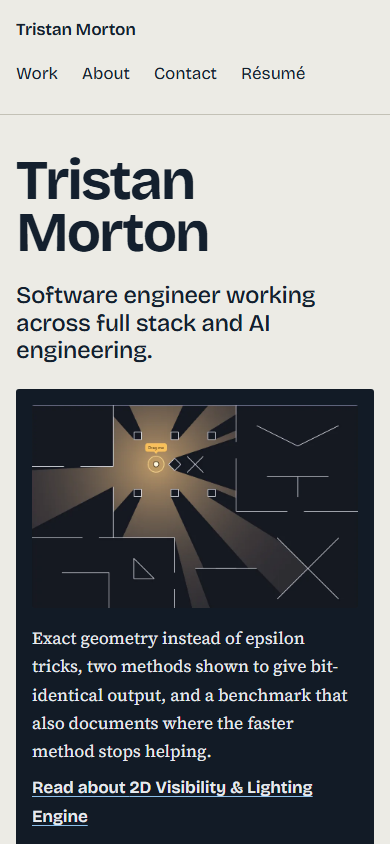 Tristan Morton
Work About Contact Résumé
Tristan
Morton
Software engineer working
across full stack and AI
engineering.
Drag me
Exact geometry instead of epsilon
tricks, two methods shown to give bit-
identical output, and a benchmark that
also documents where the faster
method stops helping.
Read about 2D Visibility & Lighting
Engine